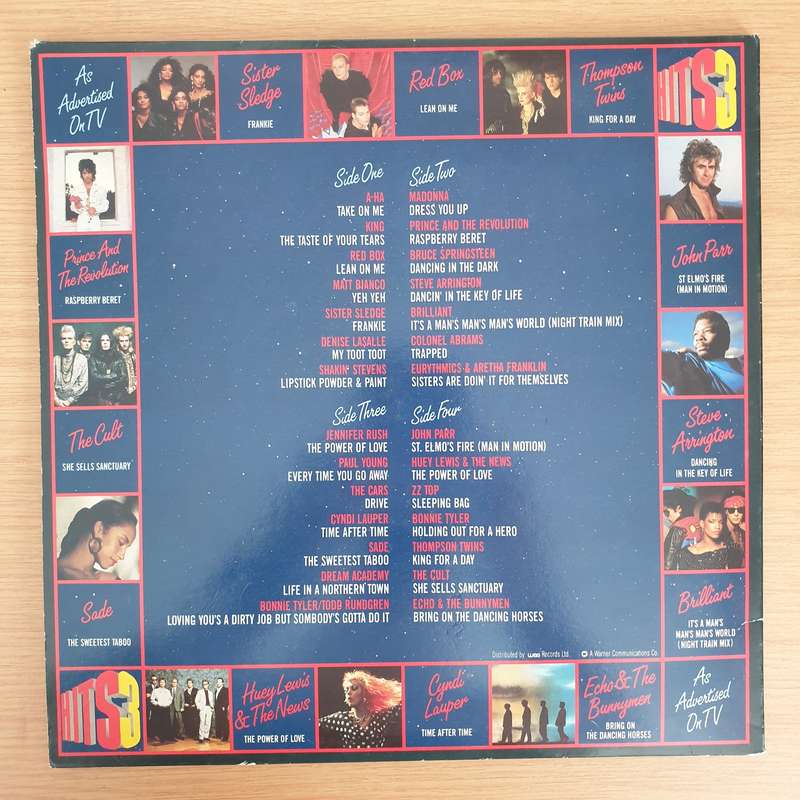 As
Advertised
On TV
Sister
Sledge
FRANKIE
Red Box
LEAN ON ME
Thompson
Twins
KING FOR A DAY
HITS 3
Prince And
The Revolution
RASPBERRY BERET
The Cult
SHE SELLS SANCTUARY
Sade
THE SWEETEST TABOO
Side One
A-HA
TAKE ON ME
KING
THE TASTE OF YOUR TEARS
RED BOX
LEAN ON ME
MATT BIANCO
YEH YEH
SISTER SLEDGE
FRANKIE
DENISE LASALLE
MY TOOT TOOT
SHAKIN STEVENS
LIPSTICK POWDER & PAINT
Side Two
MADONNA
DRESS YOU UP
PRINCE AND THE REVOLUTION
RASPBERRY BERET
BRUCE SPRINGSTEEN
DANCING IN THE DARK
STEVE ARRINGTON
DANCIN' IN THE KEY OF LIFE
BRILLIANT
IT'S A MAN'S MAN'S MAN'S WORLD (NIGHT TRAIN MIX)
COLONEL ABRAMS
TRAPPED
EURYTHMICS & ARETHA FRANKLIN
SISTERS ARE DOIN' IT FOR THEMSELVES
Side Three
JENNIFER RUSH
THE POWER OF LOVE
PAUL YOUNG
EVERY TIME YOU GO AWAY
THE CARS
DRIVE
CYNDI LAUPER
TIME AFTER TIME
SADE
THE SWEETEST TABOO
DREAM ACADEMY
LIFE IN A NORTHERN TOWN
BONNIE TYLER/TODD RUNDGREN
LOVING YOU'S A DIRTY JOB BUT SOMBODY'S GOTTA DO IT
Side Four
JOHN PARR
ST. ELMO'S FIRE (MAN IN MOTION)
HUEY LEWIS & THE NEWS
THE POWER OF LOVE
ZZ TOP
SLEEPING BAG
BONNIE TYLER
HOLDING OUT FOR A HERO
THOMPSON TWINS
KING FOR A DAY
THE CULT
SHE SELLS SANCTUARY
ECHO & THE BUNNYMEN
BRING ON THE DANCING HORSES
Distributed by wea Records Ltd. A Warner Communications Co.
John Parr
ST ELMO'S FIRE
(MAN IN MOTION)
Steve
Arrington
DANCING
IN THE KEY OF LIFE
Brilliant
IT'S A MAN'S
MAN'S MAN'S WORLD
(NIGHT TRAIN MIX)
HITS 3
Huey Lewis
& The News
THE POWER OF LOVE
Cyndi
Lauper
TIME AFTER TIME
Echo & The
Bunnymen
BRING ON
THE DANCING HORSES
As
Advertised
On TV